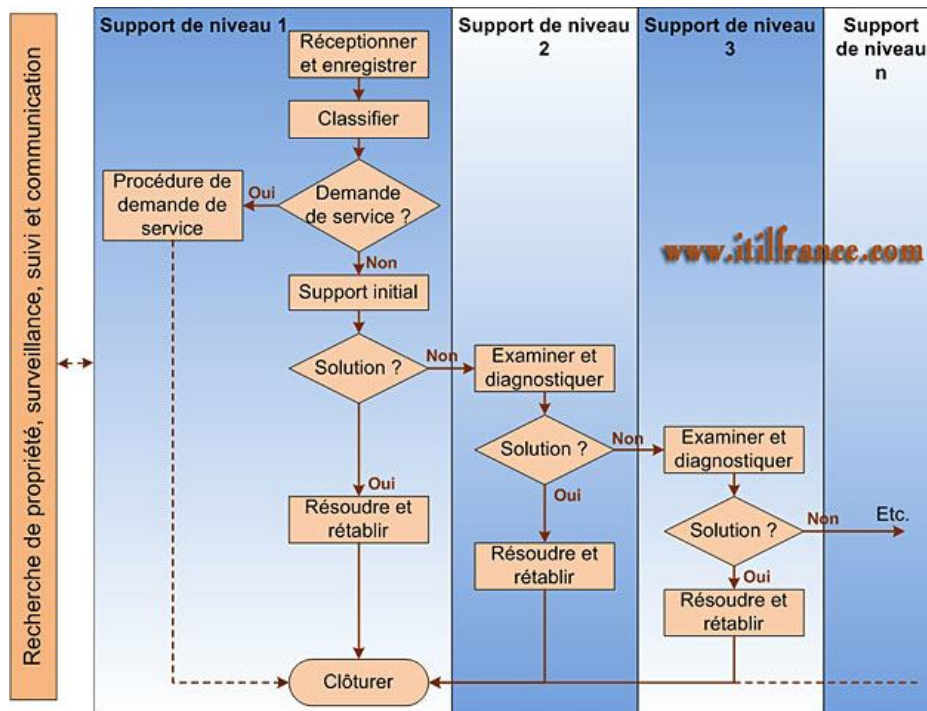 Recherche de propriété, surveillance, suivi et communication
Support de niveau 1
Réceptionner
et enregistrer
Classifier
Demande
de service ?
Oui
Procédure de
demande de
service
Non
Support initial
Solution ?
Non
Oui
Résoudre et
rétablir
Clôturer
Support de niveau
2
Examiner et
diagnostiquer
Solution ?
Non
Oui
Résoudre et
rétablir
Support de niveau
3
www.itilfrance.com
Examiner et
diagnostiquer
Solution ?
Non
Oui
Résoudre et
rétablir
Support
de niveau
n
Etc.